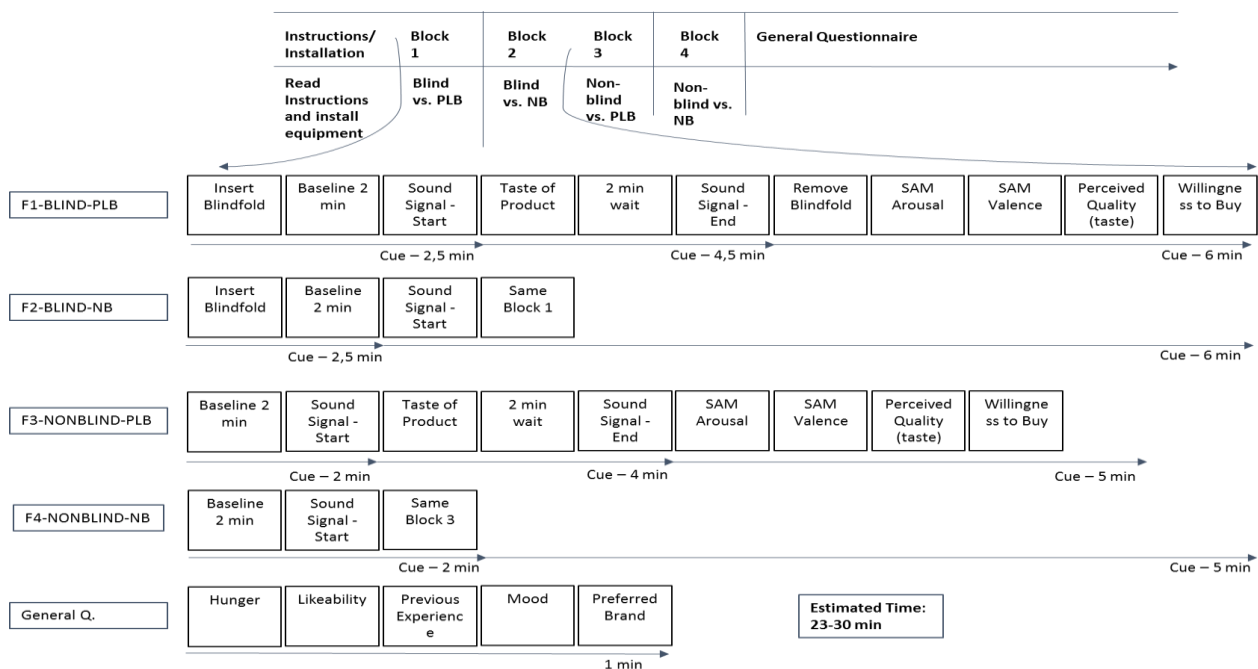 Instructions/
Installation
Block
1
Block
2
Block
3
Block
4
General Questionnaire
Read
Instructions
and install
equipment
Blind
vs. PLB
Blind
vs. NB
Non-
blind
vs. PLB
Non-
blind vs.
NB
F1-BLIND-PLB
Insert
Blindfold
Baseline 2
min
Sound
Signal -
Start
Taste of
Product
2 min
wait
Sound
Signal -
End
Remove
Blindfold
SAM
Arousal
SAM
Valence
Perceived
Quality
(taste)
Willingne
ss to Buy
Cue – 2,5 min
Cue – 4,5 min
Cue – 6 min
F2-BLIND-NB
Insert
Blindfold
Baseline
2 min
Sound
Signal -
Start
Same
Block 1
Cue – 2,5 min
Cue – 6 min
F3-NONBLIND-PLB
Baseline 2
min
Sound
Signal -
Start
Taste of
Product
2 min
wait
Sound
Signal -
End
SAM
Arousal
SAM
Valence
Perceived
Quality
(taste)
Willingne
ss to Buy
Cue – 2 min
Cue – 4 min
Cue – 5 min
F4-NONBLIND-NB
Baseline
2 min
Sound
Signal -
Start
Same
Block 3
Cue – 2 min
Cue – 5 min
General Q.
Hunger
Likeability
Previous
Experienc
e
Mood
Preferred
Brand
1 min
Estimated Time:
23-30 min